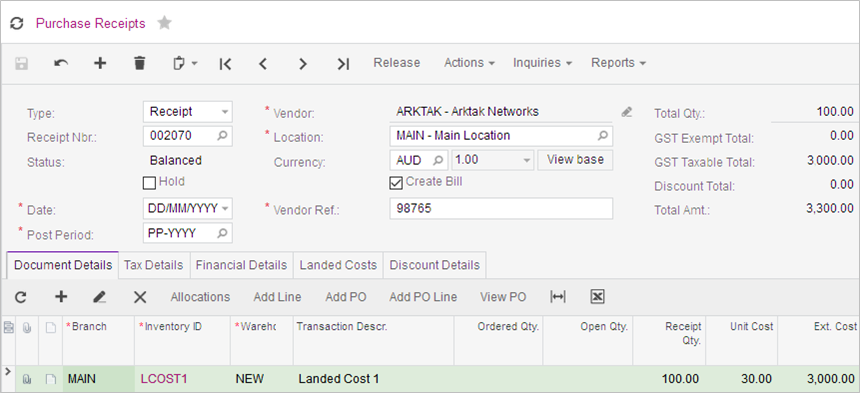 Purchase Receipts
Release Actions Inquiries Reports
Type: Receipt * Vendor: ARKTAK - Arktak Networks Total Qty.: 100.00
Receipt Nbr.: 002070 * Location: MAIN - Main Location GST Exempt Total: 0.00
Status: Balanced Currency: AUD 1.00 View base GST Taxable Total: 3 000.00
Hold Create Bill Discount Total: 0.00
* Date: DD/MM/YYYY * Vendor Ref.: 98765 Total Amt.: 3,300.00
* Post Period: PP-YYYY
Document Details Tax Details Financial Details Landed Costs Discount Details
Allocations Add Line Add PO Add PO Line View PO
*Branch *Inventory ID *Wareho Transaction Descr. Ordered Qty. Open Qty. Receipt Qty. Unit Cost Ext. Cost
MAIN LCOST1 NEW Landed Cost 1 100.00 30.00 3,000.00